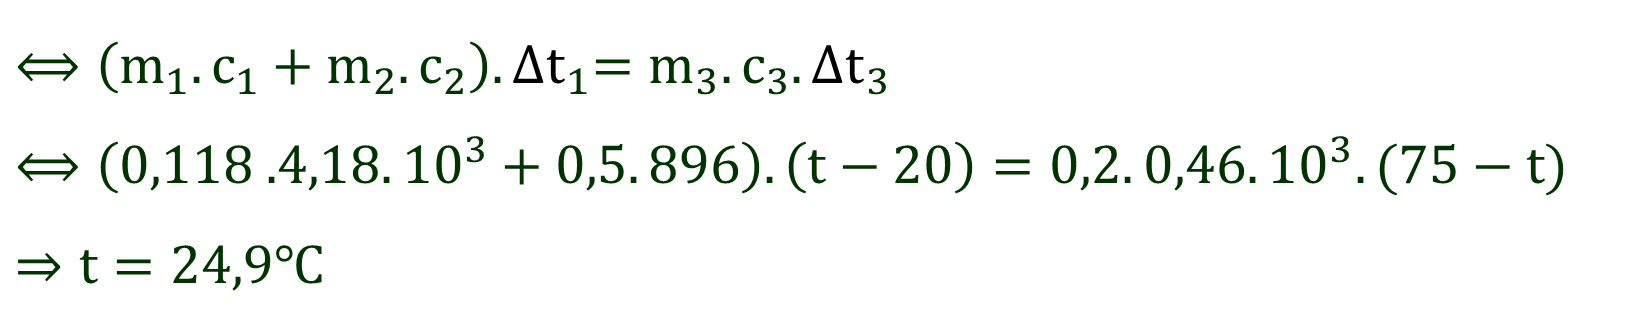 ⟺ (m₁. c₁ + m₂. c₂). Δt₁= m₃. c₃. Δt₃
⟺ (0,118 .4,18. 10³ + 0,5. 896). (t − 20) = 0,2. 0,46. 10³. (75 − t)
⇒ t = 24,9℃